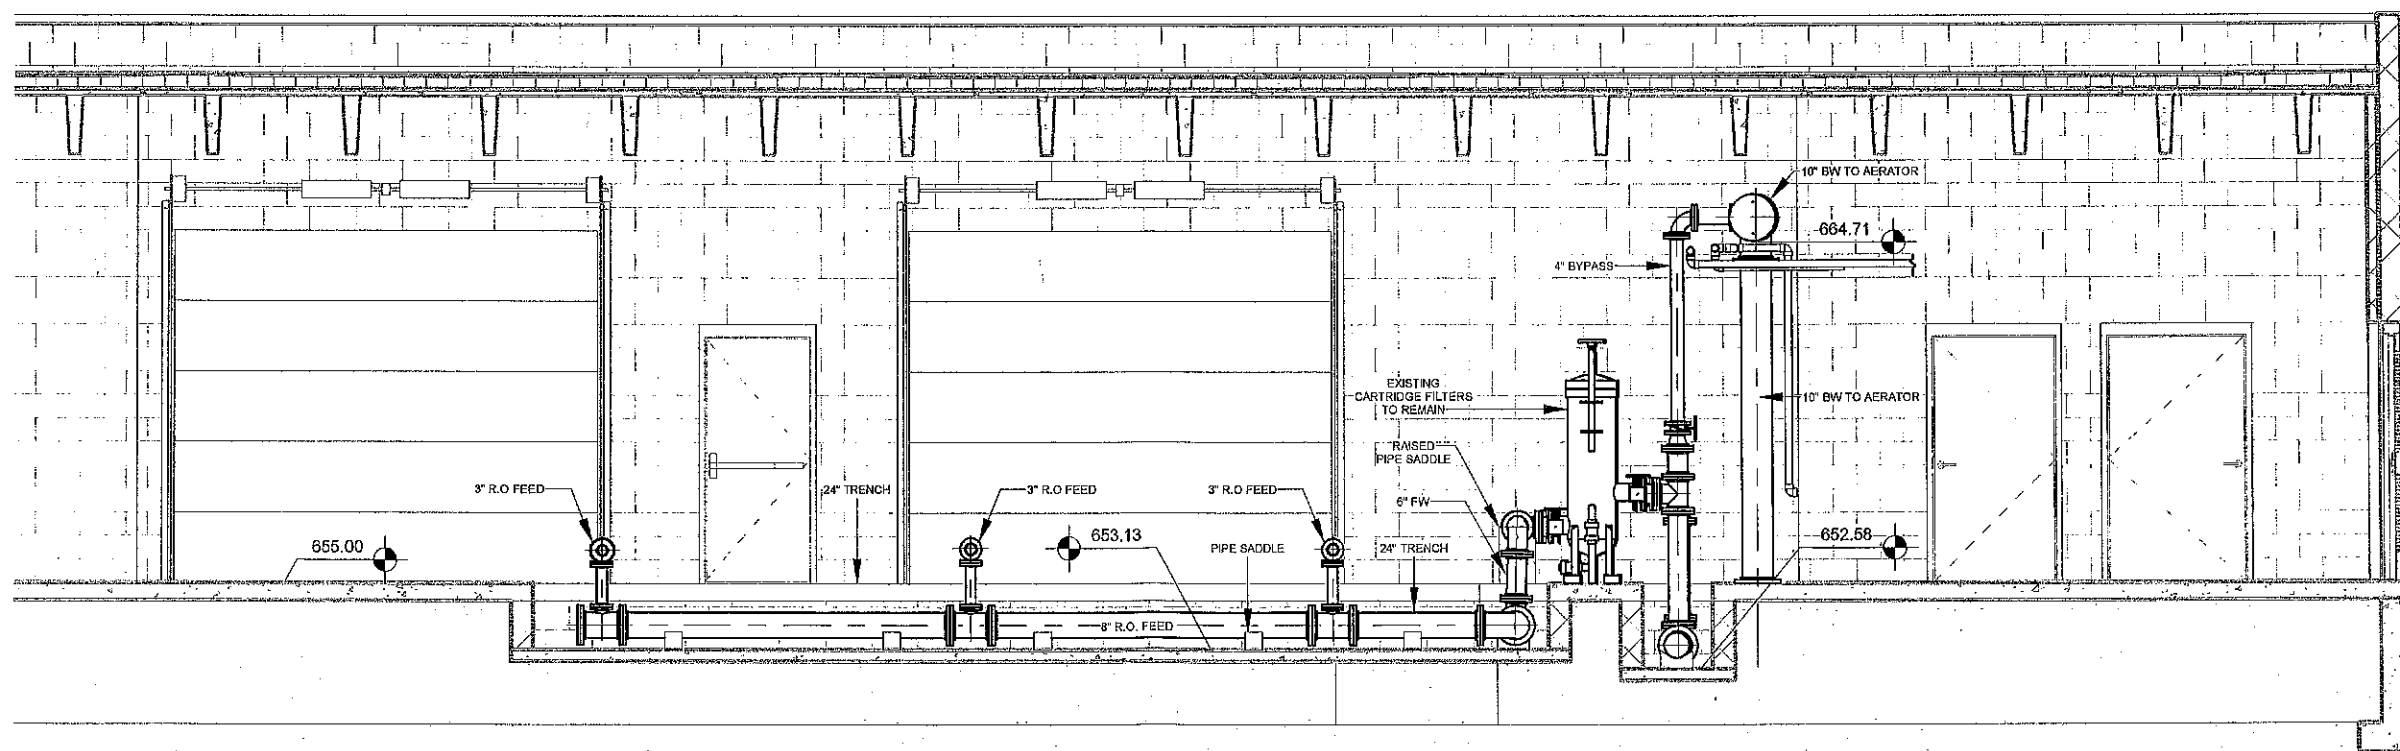 10" BW TO AERATOR
664.71
4" BYPASS
EXISTING
CARTRIDGE FILTERS
TO REMAIN
10" BW TO AERATOR
RAISED
PIPE SADDLE
3" R.O FEED
24" TRENCH
3" R.O FEED
3" R.O FEED
6" FW
655.00
653.13
PIPE SADDLE
24" TRENCH
652.58
8" R.O. FEED